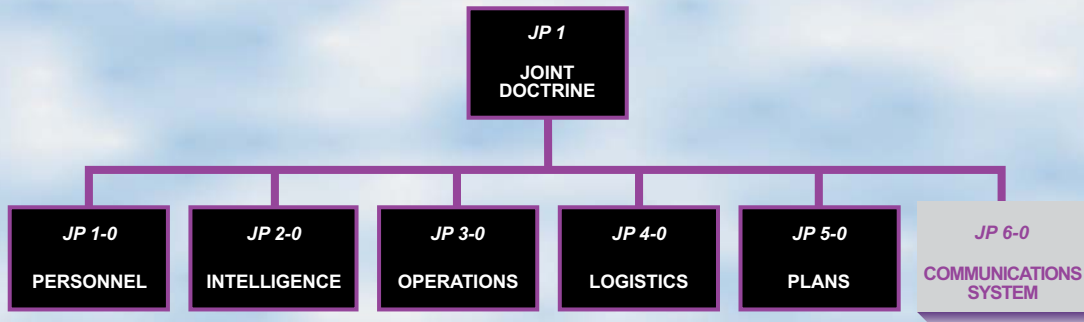 JP 1
JOINT
DOCTRINE
JP 1-0
PERSONNEL
JP 2-0
INTELLIGENCE
JP 3-0
OPERATIONS
JP 4-0
LOGISTICS
JP 5-0
PLANS
JP 6-0
COMMUNICATIONS
SYSTEM